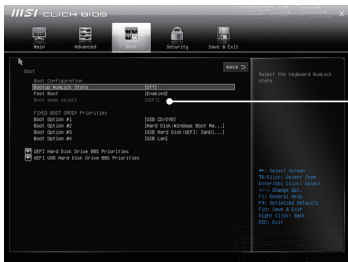 MSI CLICK BIOS
Main Advanced Boot Security Save & Exit
BACK
Boot
Select the keyboard NumLock
state
Boot Configuration
Bootup NumLock State [Off]
Fast Boot [Enabled]
Boot mode select [UEFI]
FIXED BOOT ORDER Priorities
Boot Option #1 [USB CD/DVD]
Boot Option #2 [Hard Disk:Windows Boot Ma...]
Boot Option #3 [USB Hard Disk:UEFI: SanDi...]
Boot Option #4 [USB Lan]
UEFI Hard Disk Drive BBS Priorities
UEFI USB Hard Disk Drive BBS Priorities
: Select Screen
: Select Item
Enter/Dbl Click: Select
+/-: Change Opt.
F1: General Help
F9: Optimized Defaults
F10: Save & Exit
Right Click: Back
ESC: Exit